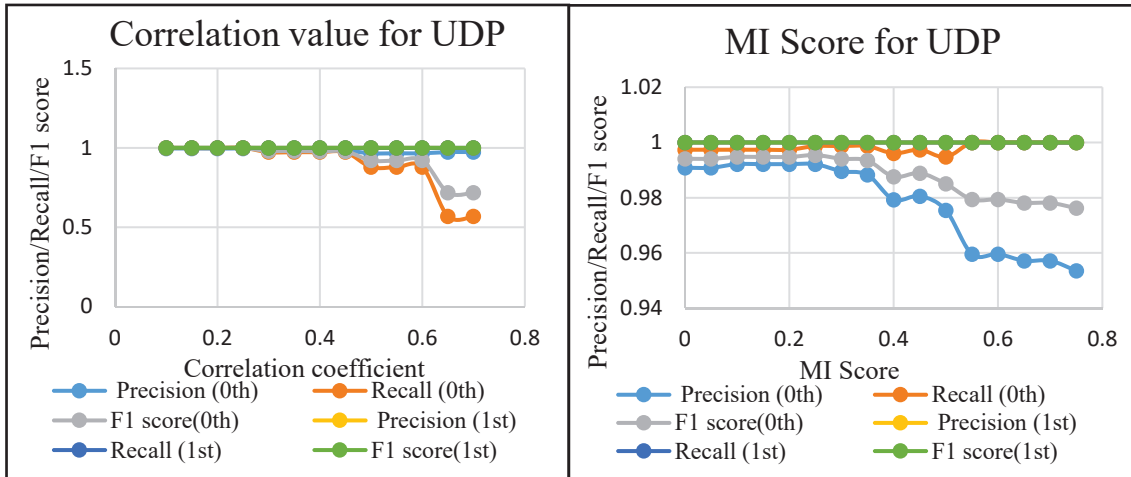 Correlation value for UDP
Precision/Recall/F1 score
1.5
1
0.5
0
0 0.2 0.4 0.6 0.8
Correlation coefficient
Precision (0th) Recall (0th)
F1 score(0th) Precision (1st)
Recall (1st) F1 score(1st)
MI Score for UDP
Precision/Recall/F1 score
1.02
1
0.98
0.96
0.94
0 0.2 0.4 0.6 0.8
MI Score
Precision (0th) Recall (0th)
F1 score(0th) Precision (1st)
Recall (1st) F1 score(1st)